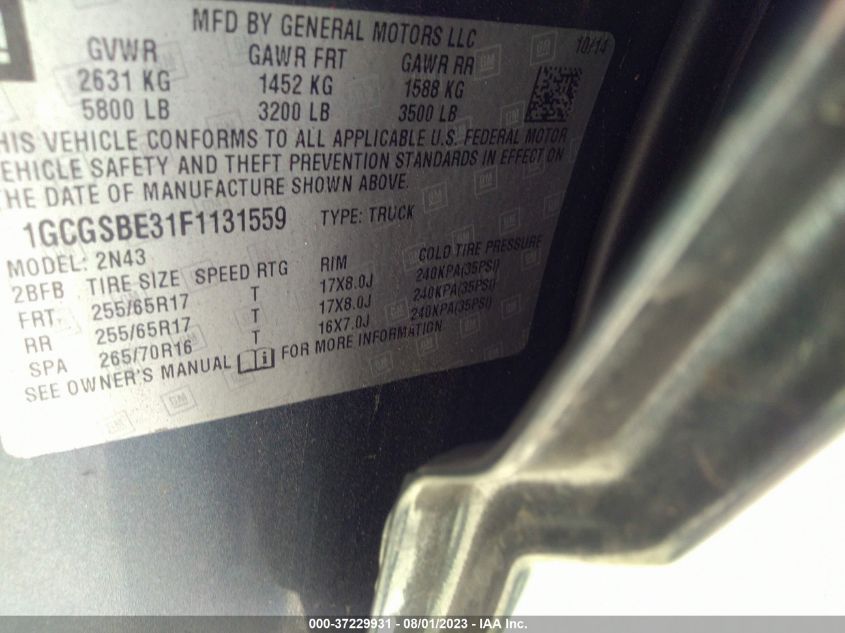 MFD BY GENERAL MOTORS LLC
10/14
GVWR GAWR FRT GAWR RR
2631 KG 1452 KG 1588 KG
5800 LB 3200 LB 3500 LB
HIS VEHICLE CONFORMS TO ALL APPLICABLE U.S. FEDERAL MOTOR
EHICLE SAFETY AND THEFT PREVENTION STANDARDS IN EFFECT ON
THE DATE OF MANUFACTURE SHOWN ABOVE.
1GCGSBE31F1131559 TYPE: TRUCK
MODEL: 2N43
2BFB TIRE SIZE SPEED RTG RIM COLD TIRE PRESSURE
FRT 255/65R17 T 17X8.0J 240KPA(35PSI)
RR 255/65R17 T 17X8.0J 240KPA(35PSI)
SPA 265/70R16 T 16X7.0J 240KPA(35PSI)
SEE OWNER'S MANUAL i FOR MORE INFORMATION
000-37229931 - 08/01/2023 - IAA Inc.